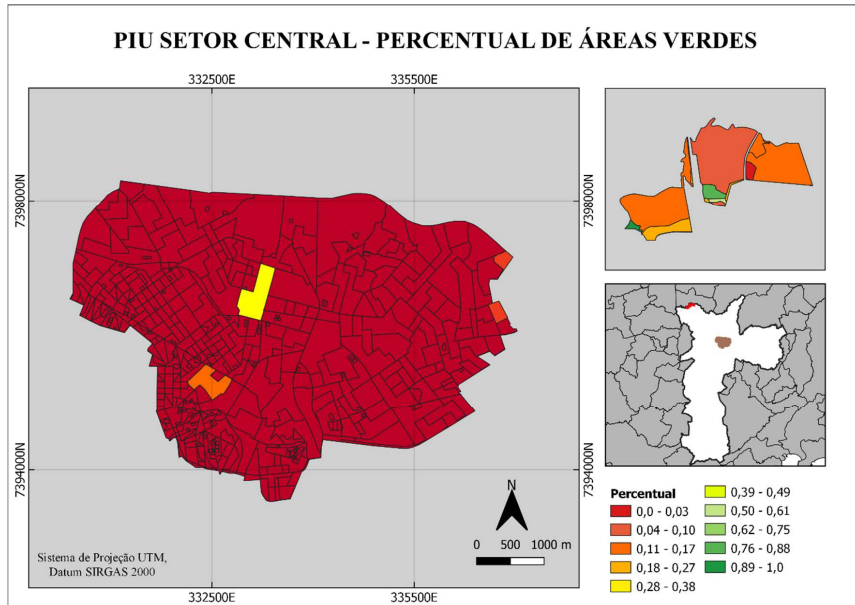 PIU SETOR CENTRAL - PERCENTUAL DE ÁREAS VERDES
332500E
335500E
7398000N
7398000N
7394000N
7394000N
N
0
500
1000 m
Sistema de Projeção UTM,
Datum SIRGAS 2000
332500E
335500E
Percentual
0,0 - 0,03
0,04 - 0,10
0,11 - 0,17
0,18 - 0,27
0,28 - 0,38
0,39 - 0,49
0,50 - 0,61
0,62 - 0,75
0,76 - 0,88
0,89 - 1,0